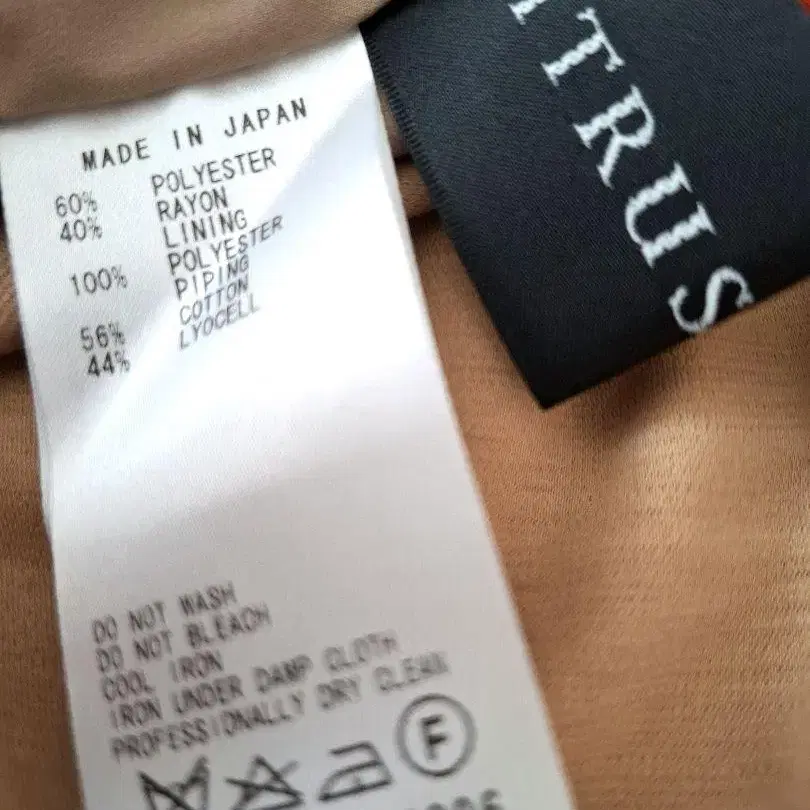 MADE IN JAPAN
60% POLYESTER
40% RAYON
LINING
100% POLYESTER
PIPING
56% COTTON
44% LYOCELL
DO NOT WASH
DO NOT BLEACH
COOL IRON
IRON UNDER DAMP CLOTH
PROFESSIONALLY DRY CLEAN
F
ITRUS